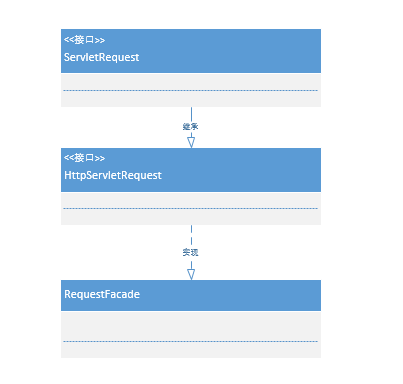 <<接口>>
ServletRequest
继承
<<接口>>
HttpServletRequest
实现
RequestFacade